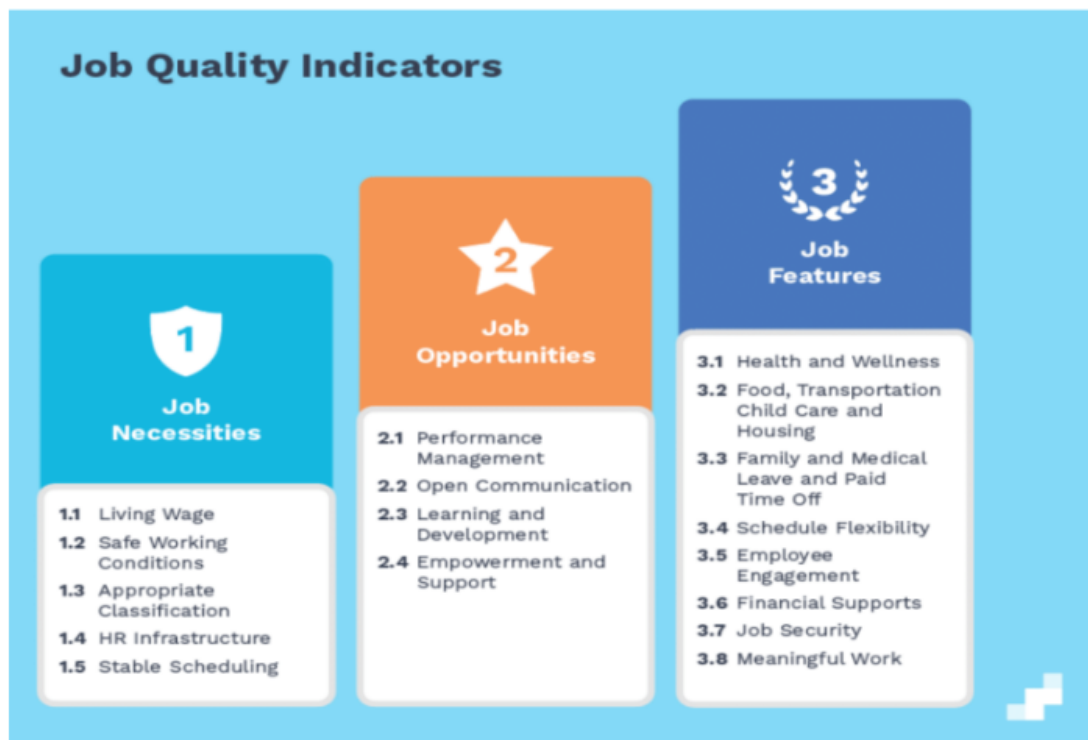 Job Quality Indicators
1
Job
Necessities
1.1 Living Wage
1.2 Safe Working
Conditions
1.3 Appropriate
Classification
1.4 HR Infrastructure
1.5 Stable Scheduling
2
Job
Opportunities
2.1 Performance
Management
2.2 Open Communication
2.3 Learning and
Development
2.4 Empowerment and
Support
3
Job
Features
3.1 Health and Wellness
3.2 Food, Transportation
Child Care and
Housing
3.3 Family and Medical
Leave and Paid
Time Off
3.4 Schedule Flexibility
3.5 Employee
Engagement
3.6 Financial Supports
3.7 Job Security
3.8 Meaningful Work